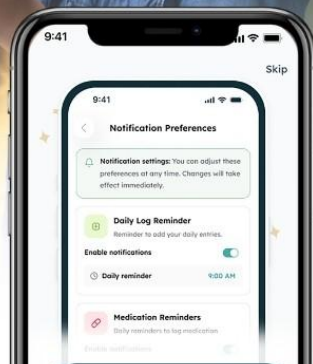 9:41
Skip
9:41
Notification Preferences
Notification settings: You can adjust these
preferences at any time. Changes will take
effect immediately.
Daily Log Reminder
Reminder to add your daily entries.
Enable notifications
Daily reminder 9:00 AM
Medication Reminders
Daily reminders to log medication
Enable notifications